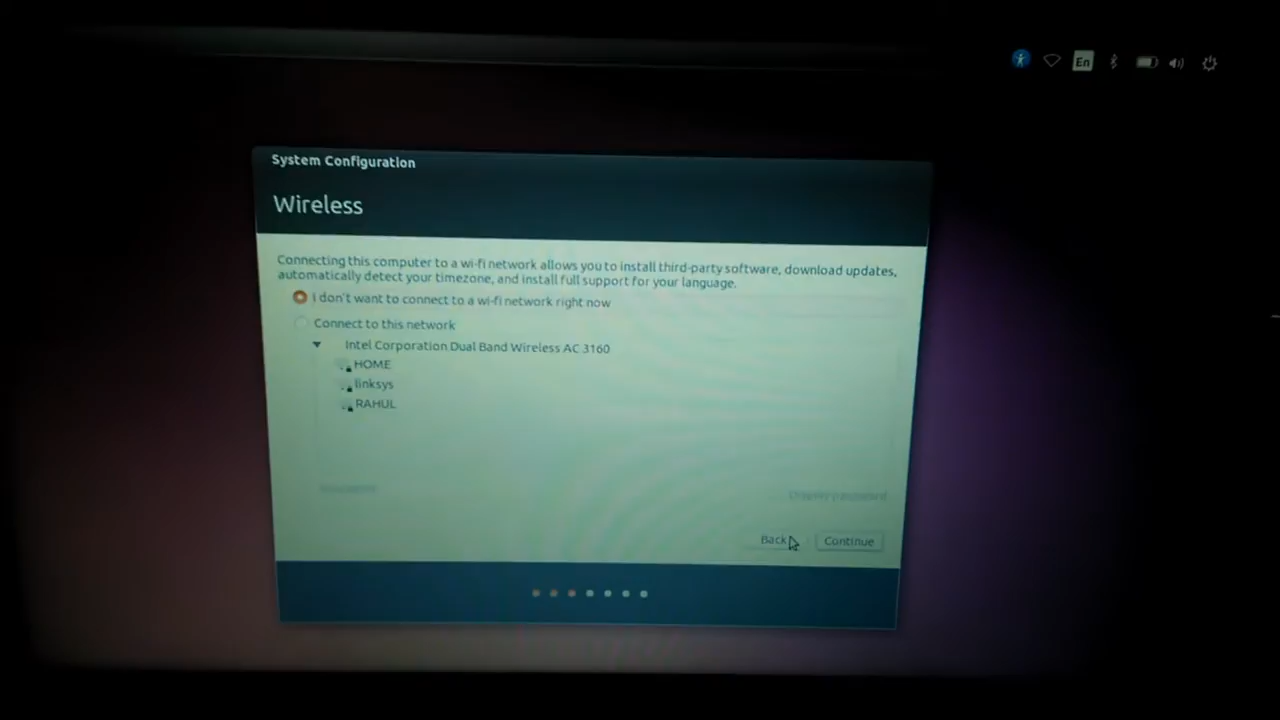 En
System Configuration
Wireless
Connecting this computer to a wi-fi network allows you to install third-party software, download updates,
automatically detect your timezone, and install full support for your language.
I don't want to connect to a wi-fi network right now
Connect to this network
Intel Corporation Dual Band Wireless AC 3160
HOME
linksys
RAHUL
Display password
Back
Continue